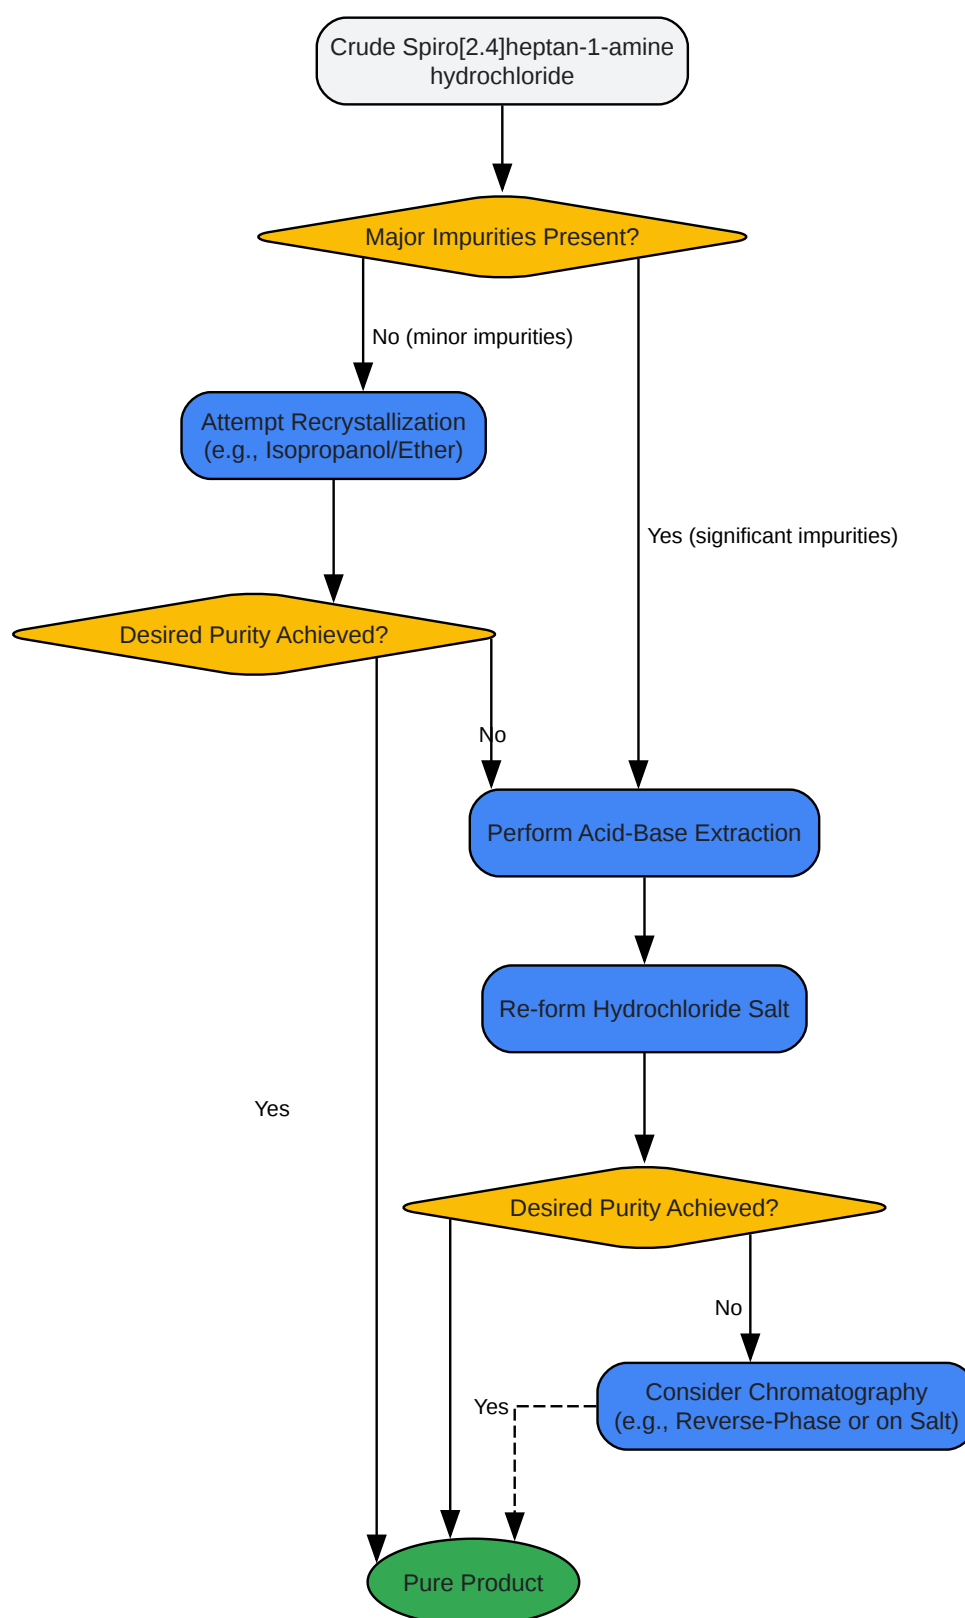 Crude Spiro[2.4]heptan-1-amine
hydrochloride
Major Impurities Present?
No (minor impurities)
Attempt Recrystallization
(e.g., Isopropanol/Ether)
Yes (significant impurities)
Desired Purity Achieved?
No
Perform Acid-Base Extraction
Re-form Hydrochloride Salt
Yes
Desired Purity Achieved?
No
Consider Chromatography
(e.g., Reverse-Phase or on Salt)
Yes
Pure Product